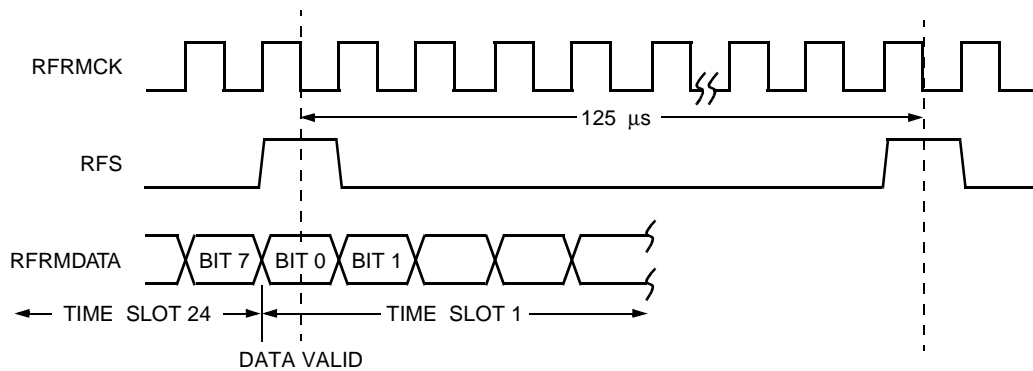 RFRMCK
125 µs
RFS
RFRMDATA
BIT 7
BIT 0
BIT 1
TIME SLOT 24
TIME SLOT 1
DATA VALID